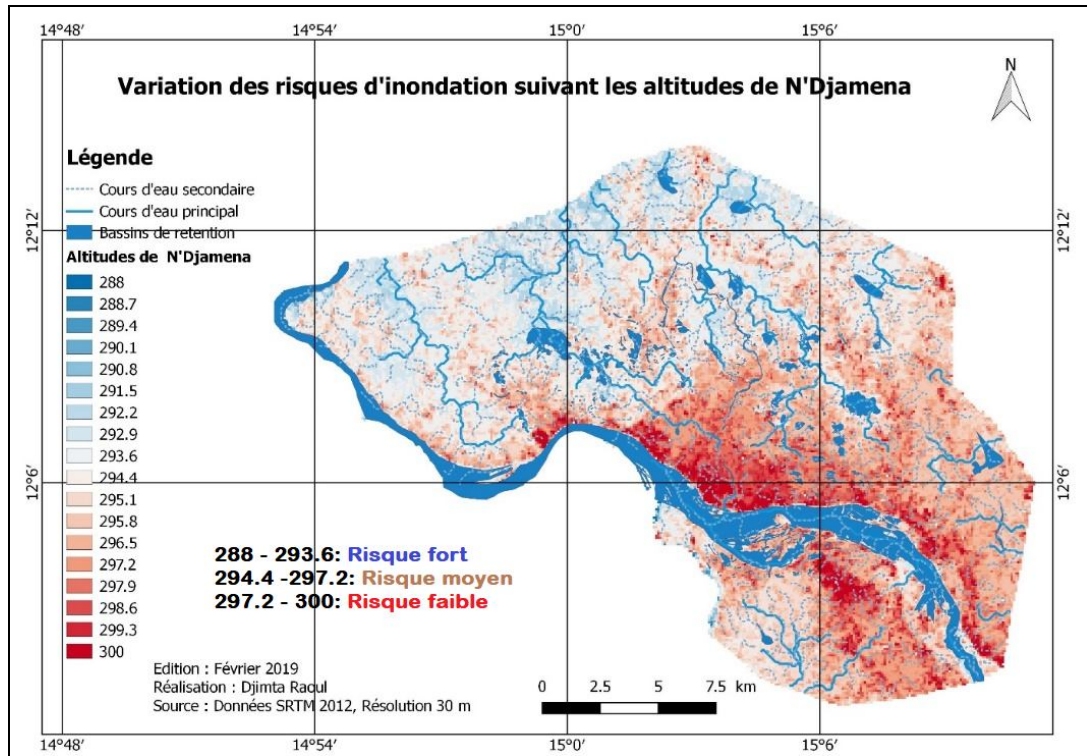 14°48′ 14°54′ 15°0′ 15°6′
Variation des risques d'inondation suivant les altitudes de N'Djamena
N
Légende
Cours d'eau secondaire
Cours d'eau principal
Bassins de retention
Altitudes de N'Djamena
288
288.7
289.4
290.1
290.8
291.5
292.2
292.9
293.6
294.4
295.1
295.8
296.5
297.2
297.9
298.6
299.3
300
12°12′ 12°12′
12°6′ 12°6′
288 - 293.6: Risque fort
294.4 -297.2: Risque moyen
297.2 - 300: Risque faible
Edition : Février 2019
Réalisation : Djimta Raoul
Source : Données SRTM 2012, Résolution 30 m
0 2.5 5 7.5 km
14°48′ 14°54′ 15°0′ 15°6′